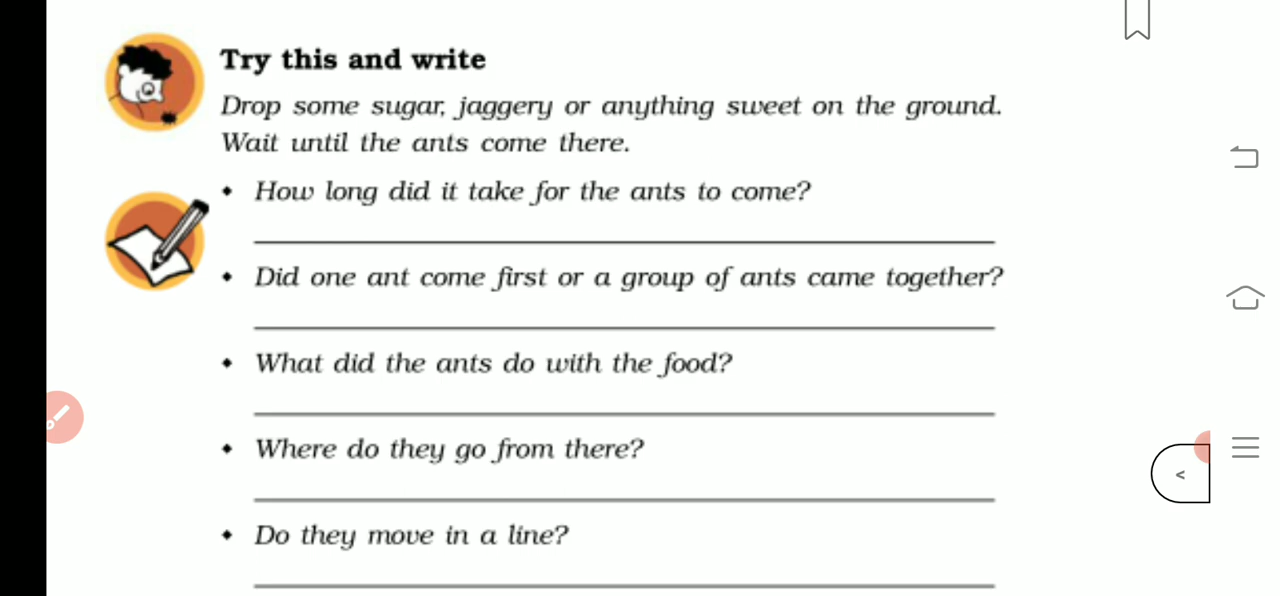 Try this and write
Drop some sugar, jaggery or anything sweet on the ground.
Wait until the ants come there.
• How long did it take for the ants to come?
• Did one ant come first or a group of ants came together?
• What did the ants do with the food?
• Where do they go from there?
• Do they move in a line?
<